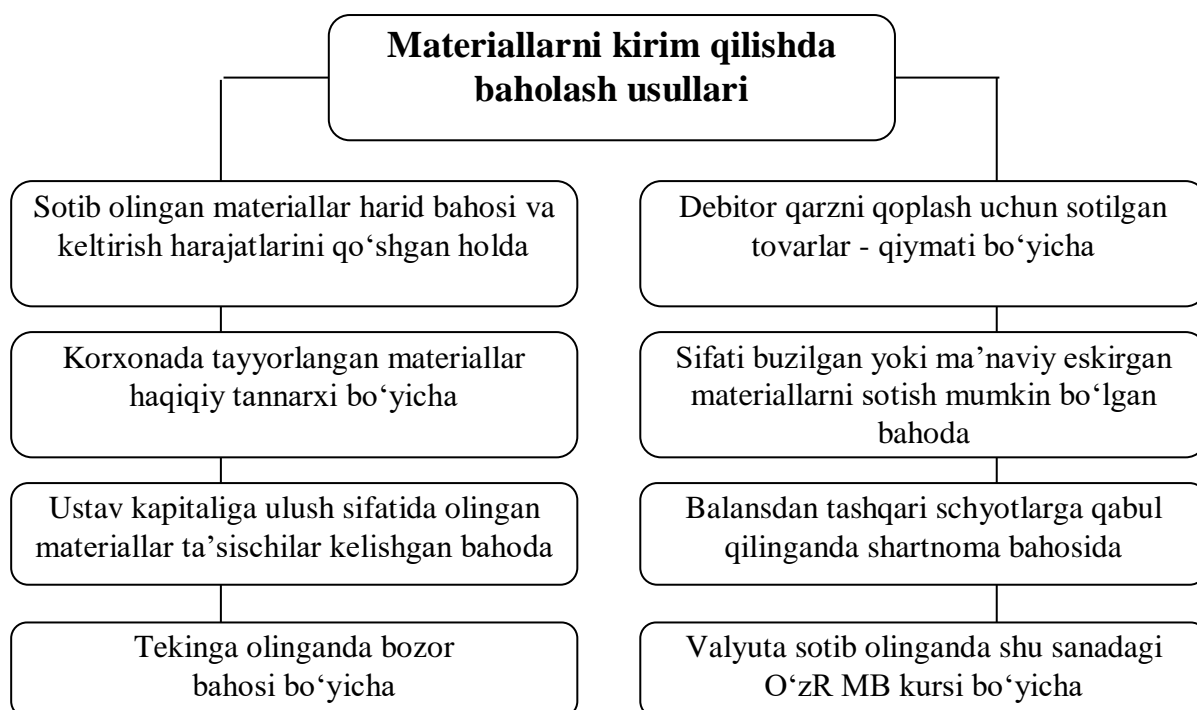 Materiallarni kirim qilishda
baholash usullari
Sotib olingan materiallar harid bahosi va
keltirish harajatlarini qo‘shgan holda
Korxonada tayyorlangan materiallar
haqiqiy tannarxi bo‘yicha
Ustav kapitaliga ulush sifatida olingan
materiallar ta’sischilar kelishgan bahoda
Tekinga olinganda bozor
bahosi bo‘yicha
Debitor qarzni qoplash uchun sotilgan
tovarlar - qiymati bo‘yicha
Sifati buzilgan yoki ma’naviy eskirgan
materiallarni sotish mumkin bo‘lgan
bahoda
Balansdan tashqari schyotlarga qabul
qilinganda shartnoma bahosida
Valyuta sotib olinganda shu sanadagi
O‘zR MB kursi bo‘yicha